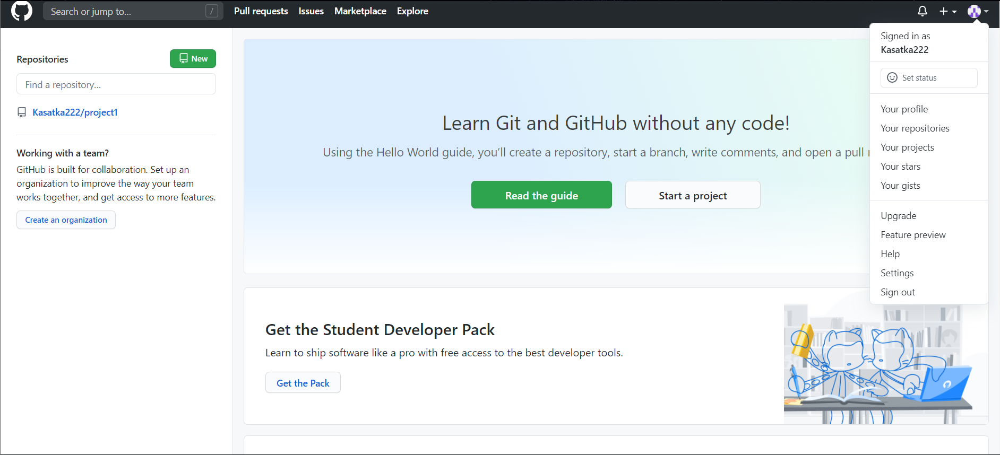 Search or jump to...
/
Pull requests
Issues
Marketplace
Explore
Signed in as
Kasatka222
Set status
Your profile
Your repositories
Your projects
Your stars
Your gists
Upgrade
Feature preview
Help
Settings
Sign out
Repositories
New
Find a repository...
Kasatka222/project1
Working with a team?
GitHub is built for collaboration. Set up an
organization to improve the way your team
works together, and get access to more features.
Create an organization
Learn Git and GitHub without any code!
Using the Hello World guide, you’ll create a repository, start a branch, write comments, and open a pull
Read the guide
Start a project
Get the Student Developer Pack
Learn to ship software like a pro with free access to the best developer tools.
Get the Pack